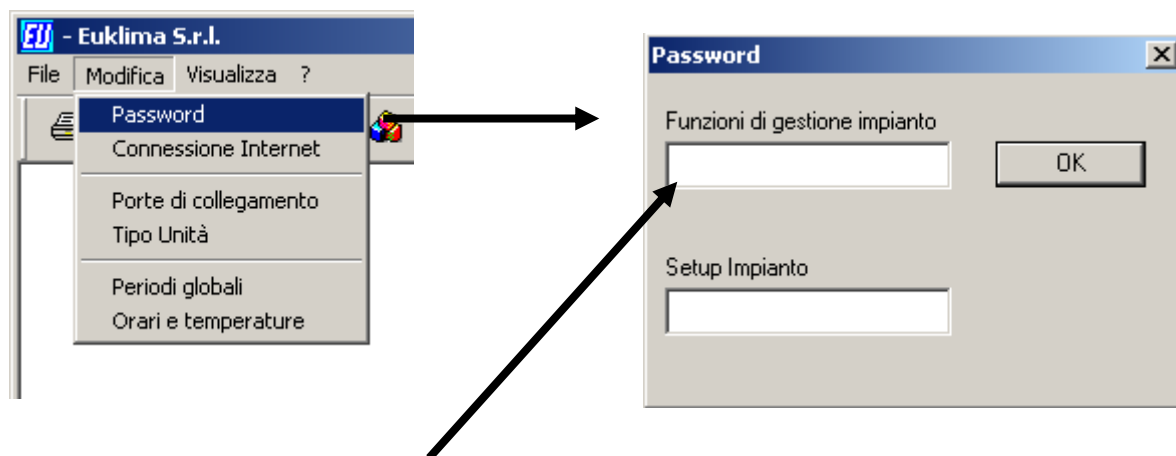 EU - Euklima S.r.l.
File Modifica Visualizza ?
Password
Connessione Internet
Porte di collegamento
Tipo Unità
Periodi globali
Orari e temperature
Password
Funzioni di gestione impianto
OK
Setup Impianto